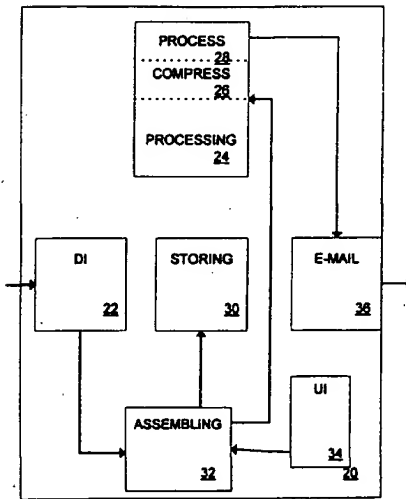 PROCESS
28
COMPRESS
26
PROCESSING
24
DI
22
STORING
30
E-MAIL
36
ASSEMBLING
32
UI
34
20